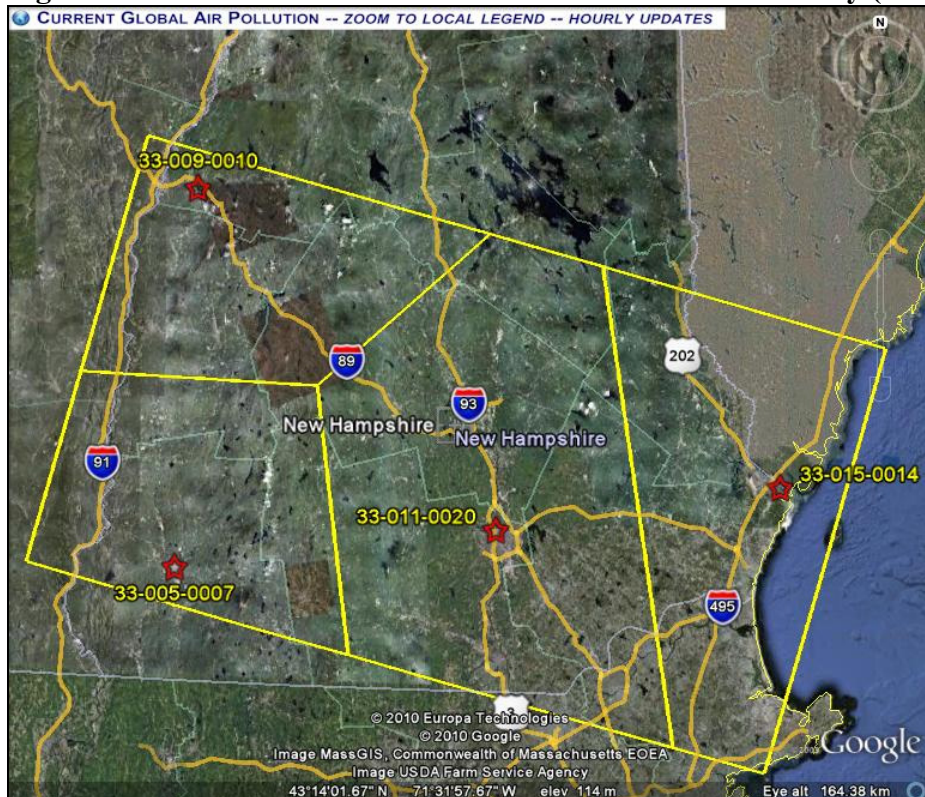 CURRENT GLOBAL AIR POLLUTION -- ZOOM TO LOCAL LEGEND -- HOURLY UPDATES
N
33-009-0010
202
89
93
New Hampshire
New Hampshire
91
33-015-0014
33-011-0020
33-005-0007
495
3
© 2010 Europa Technologies
© 2010 Google
Image MassGIS, Commonwealth of Massachusetts EOEA
Image USDA Farm Service Agency
Google
43°14'01.67" N 71°31'57.67" W elev 114 m Eye alt 164.38 km